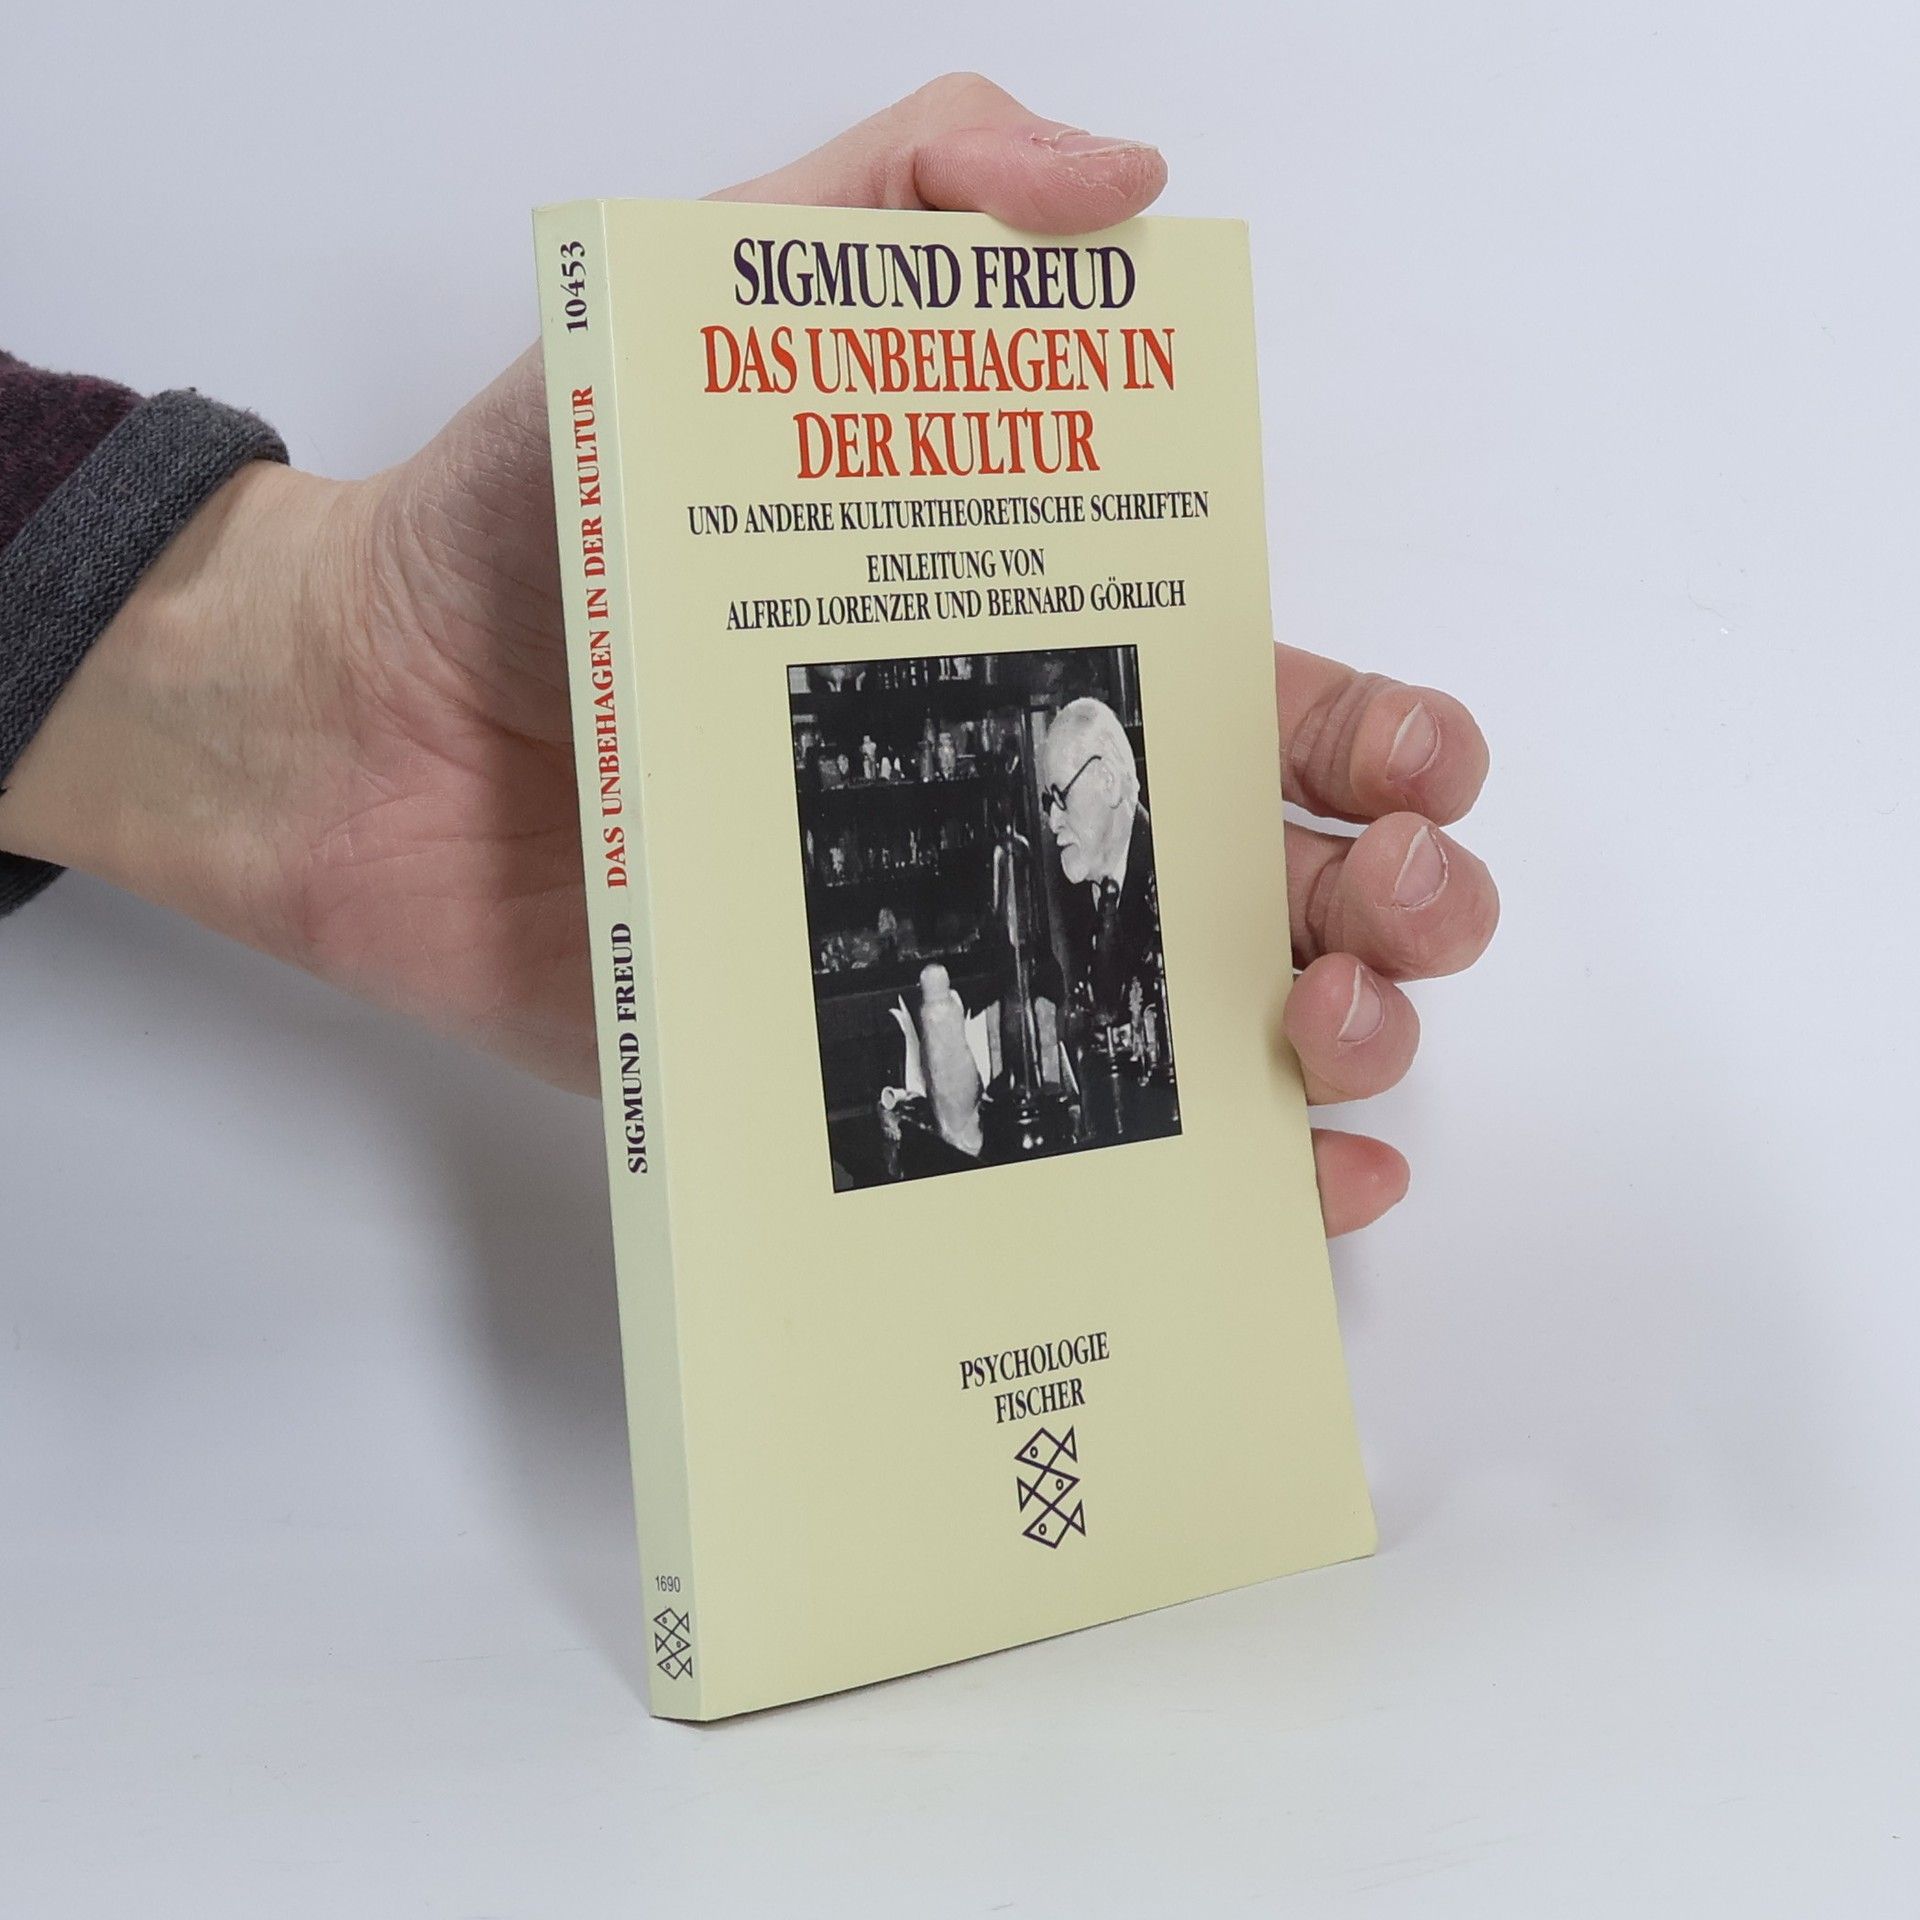 SIGMUND FREUD
DAS UNBEHAGEN IN
DER KULTUR
UND ANDERE KULTURTHEORETISCHE SCHRIFTEN
EINLEITUNG VON
ALFRED LORENZER UND BERNARD GÖRLICH
PSYCHOLOGIE
FISCHER
SIGMUND FREUD DAS UNBEHAGEN IN DER KULTUR 10453
1690